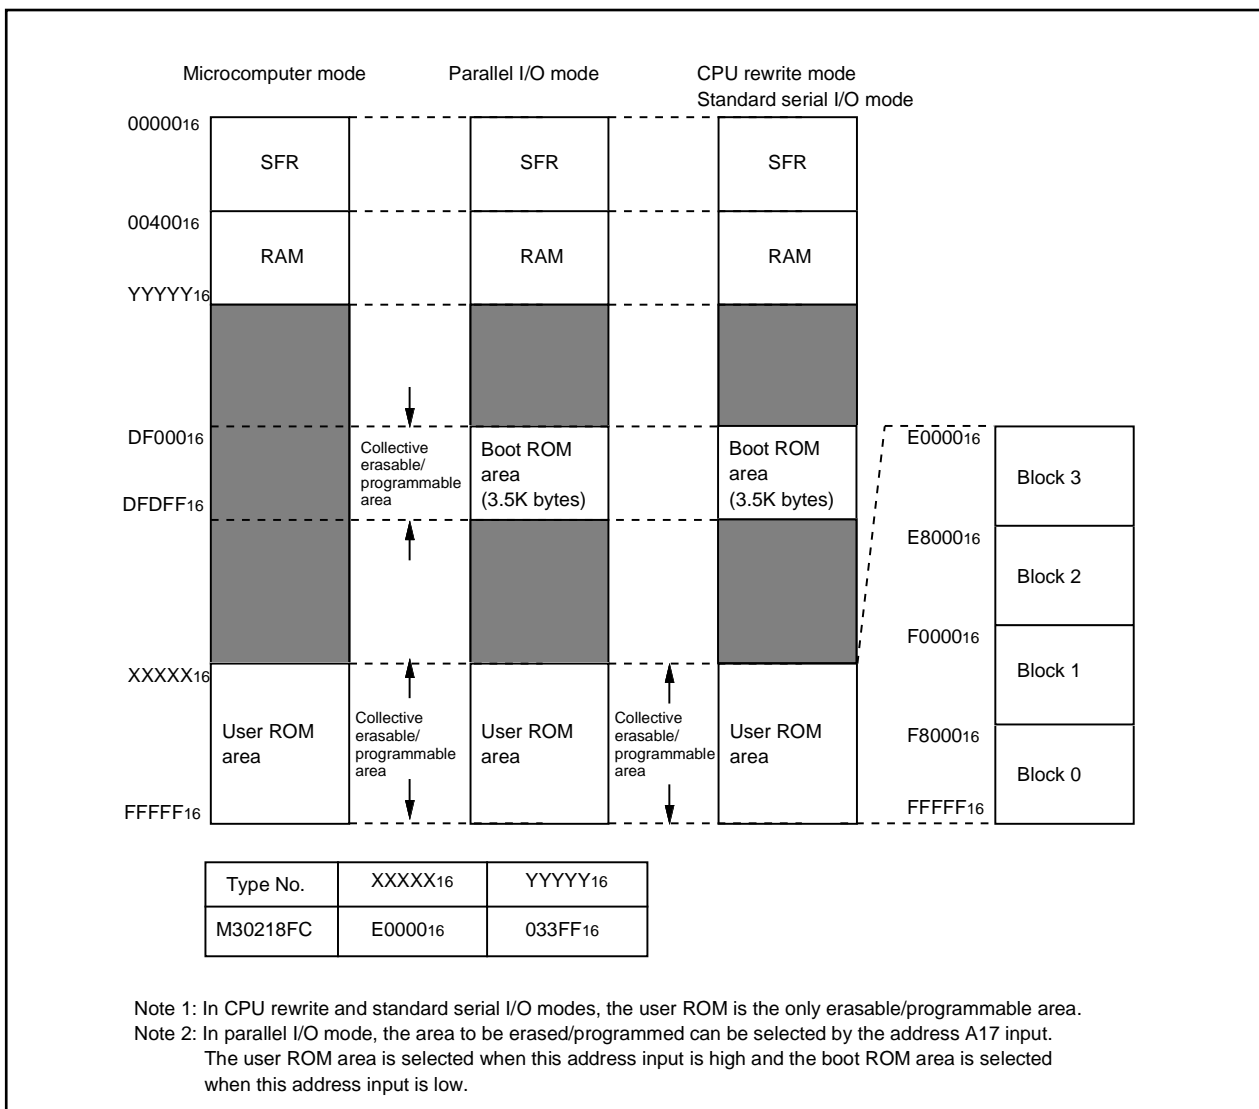 Microcomputer mode
Parallel I/O mode
CPU rewrite mode
Standard serial I/O mode
0000016
SFR
SFR
SFR
0040016
RAM
RAM
RAM
YYYYY16
DF00016
Collective
erasable/
programmable
area
Boot ROM
area
(3.5K bytes)
Boot ROM
area
(3.5K bytes)
DFDFF16
E000016
Block 3
E800016
Block 2
F000016
Block 1
F800016
Block 0
FFFFF16
XXXXX16
User ROM
area
Collective
erasable/
programmable
area
User ROM
area
Collective
erasable/
programmable
area
User ROM
area
FFFFF16
Type No. XXXXX16 YYYYY16
M30218FC E000016 033FF16
Note 1: In CPU rewrite and standard serial I/O modes, the user ROM is the only erasable/programmable area.
Note 2: In parallel I/O mode, the area to be erased/programmed can be selected by the address A17 input.
The user ROM area is selected when this address input is high and the boot ROM area is selected
when this address input is low.